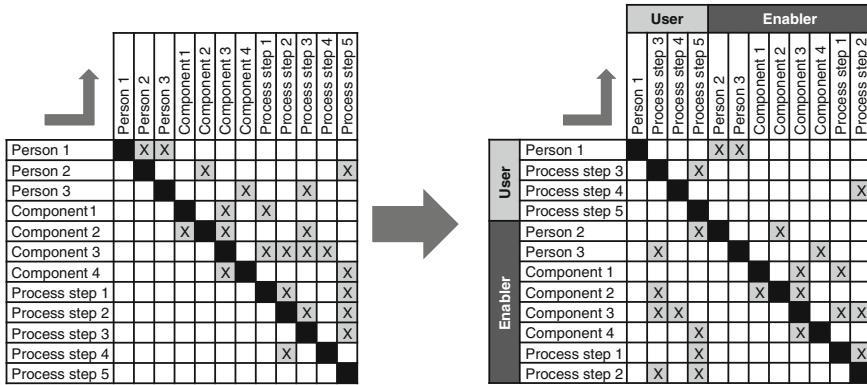 Person 1
Person 2
Person 3
Component1
Component 2
Component 3
Component 4
Process step 1
Process step 2
Process step 3
Process step 4
Process step 5
Person 1 X X
Person 2 X X
Person 3 X X
Component1 X X
Component 2 X X X
Component 3 X X X X
Component 4 X X
Process step 1 X X
Process step 2 X X
Process step 3 X
Process step 4 X
Process step 5
User Enabler
Person 1
Process step 3
Process step 4
Process step 5
Person 2
Person 3
Component 1
Component 2
Component 3
Component 4
Process step 1
Process step 2
User
Person 1 X X
Process step 3 X
Process step 4 X
Process step 5
Enabler
Person 2 X X
Person 3 X X
Component 1 X X
Component 2 X X X
Component 3 X X X X
Component 4 X X
Process step 1 X X
Process step 2 X X